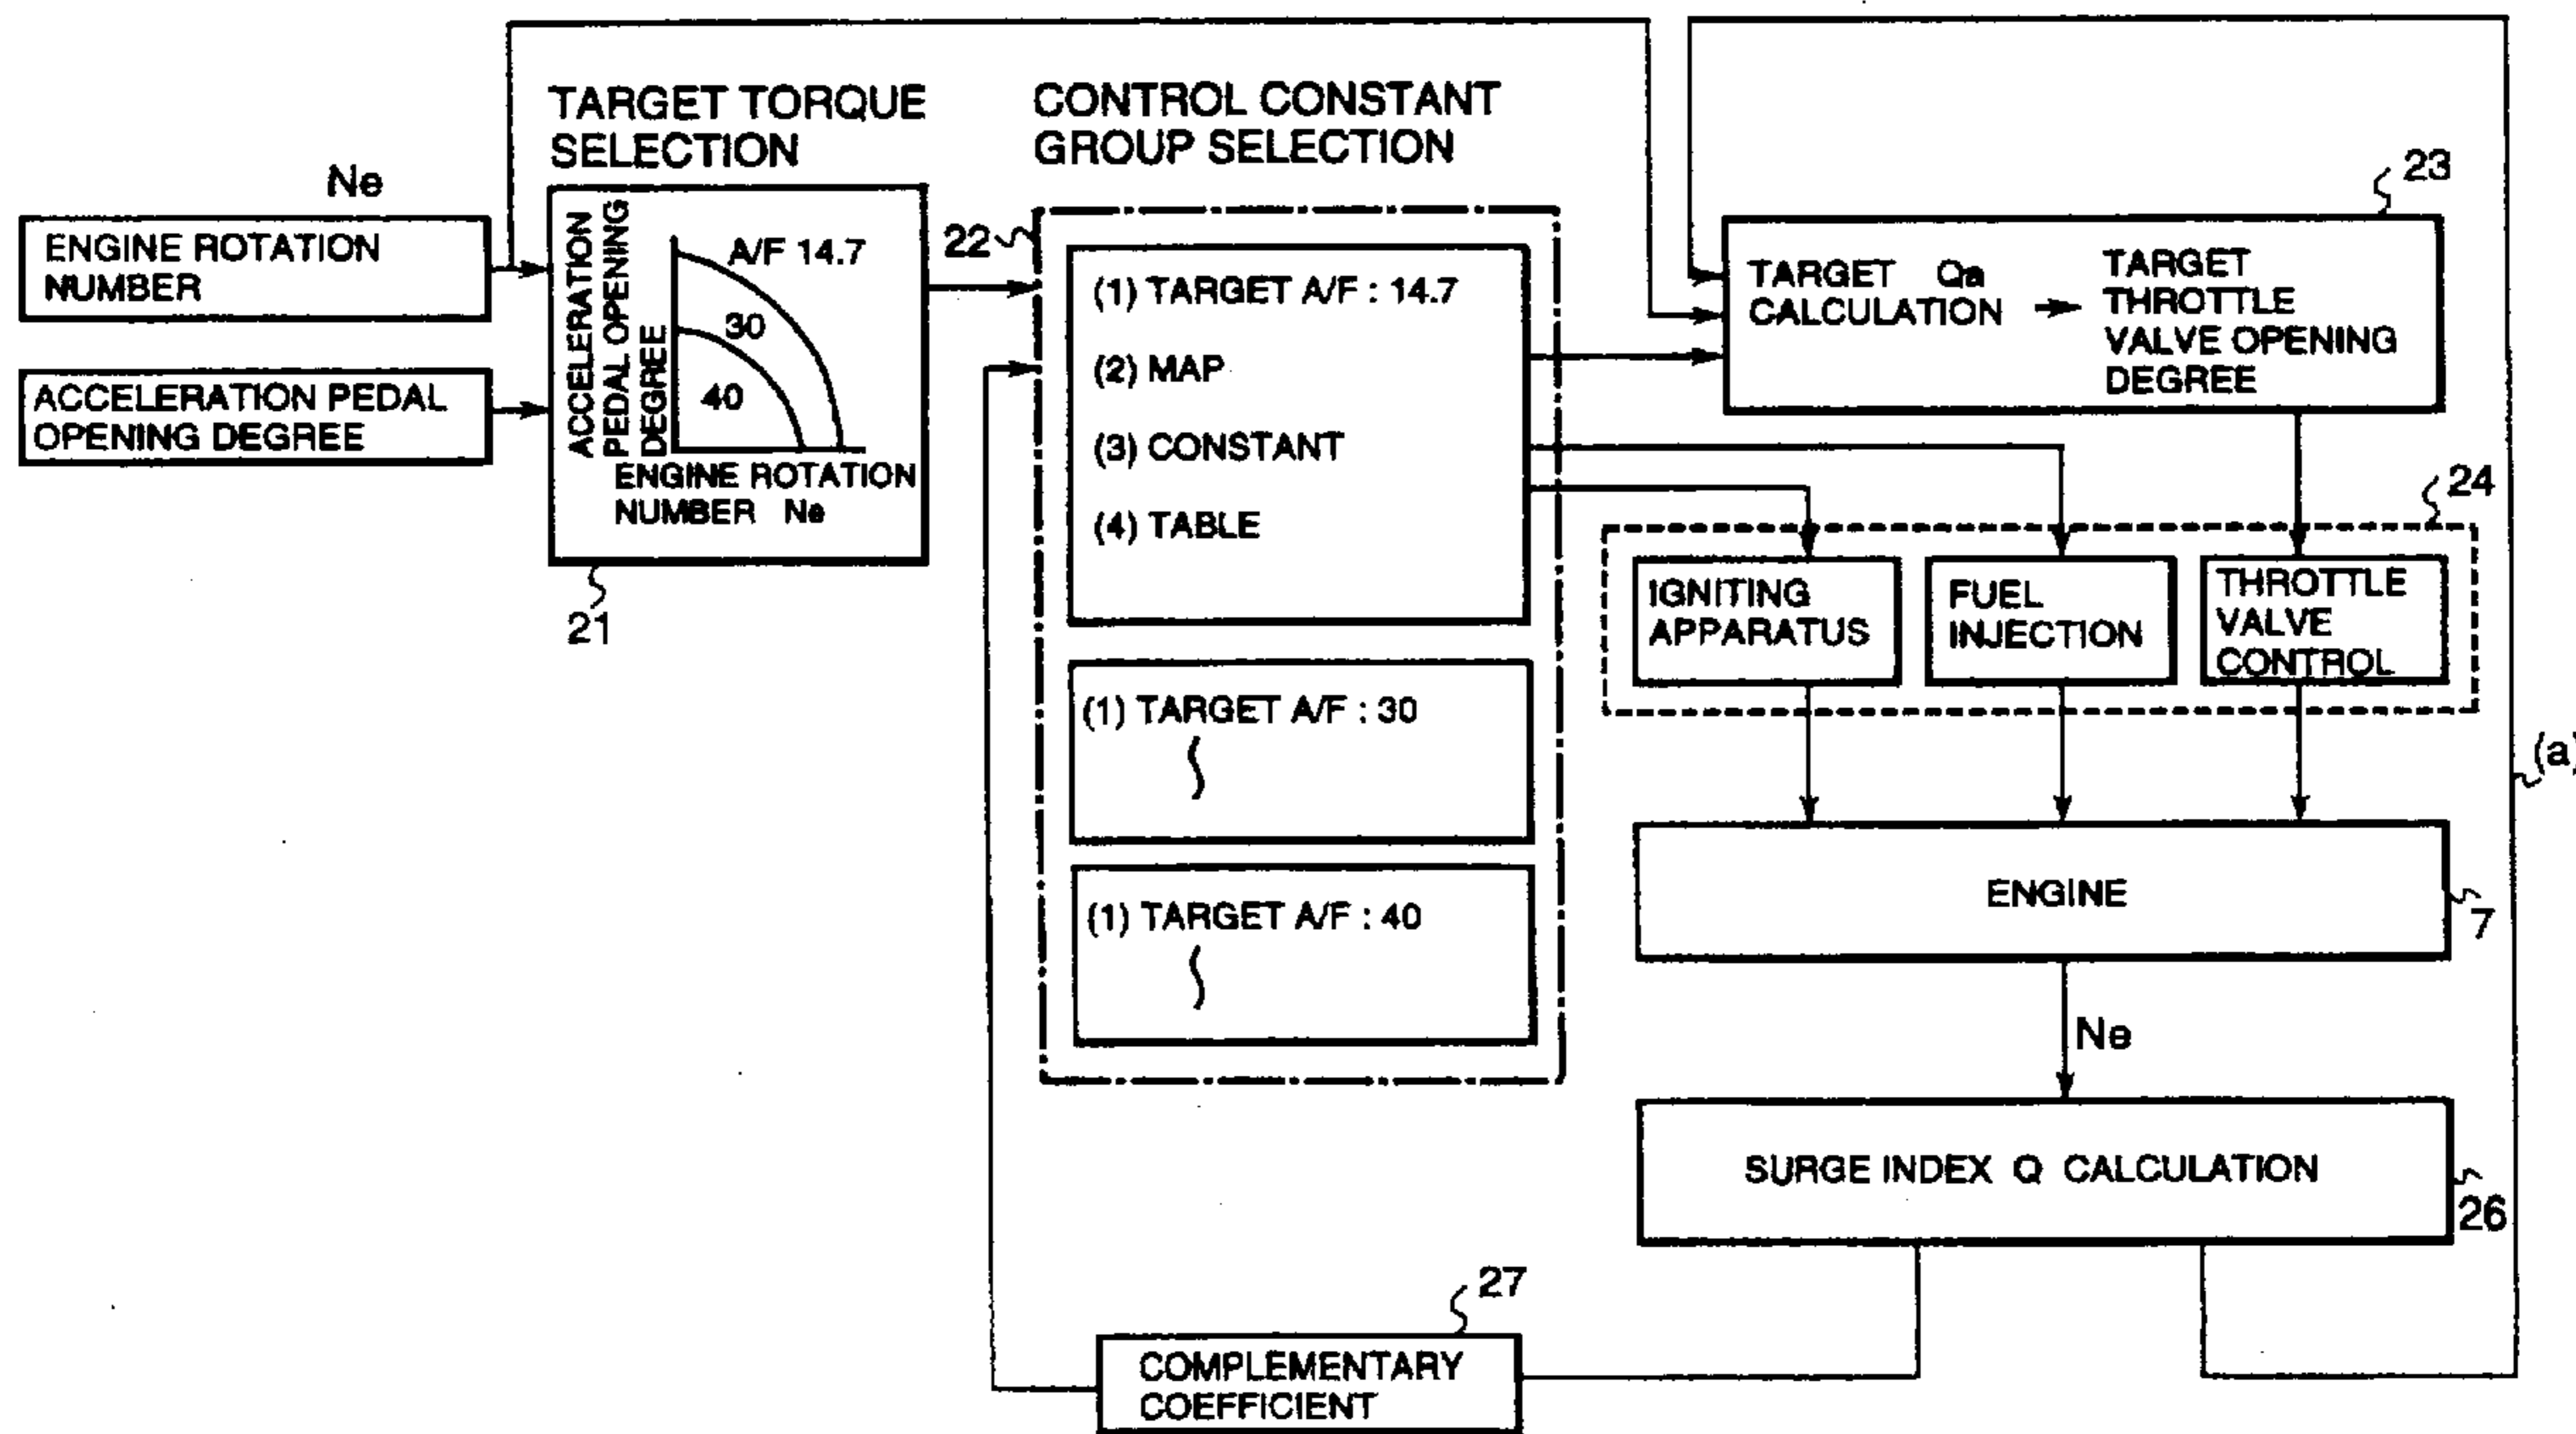 TARGET TORQUE
SELECTION
CONTROL CONSTANT
GROUP SELECTION
Ne
ENGINE ROTATION
NUMBER
ACCELERATION PEDAL
OPENING DEGREE
ACCELERATION
PEDAL OPENING
DEGREE
A/F 14.7
30
40
ENGINE ROTATION
NUMBER Ne
21
22
(1) TARGET A/F : 14.7
(2) MAP
(3) CONSTANT
(4) TABLE
(1) TARGET A/F : 30
(1) TARGET A/F : 40
23
TARGET Qa
CALCULATION
TARGET
THROTTLE
VALVE OPENING
DEGREE
24
IGNITING
APPARATUS
FUEL
INJECTION
THROTTLE
VALVE
CONTROL
(a)
ENGINE
7
Ne
SURGE INDEX Q CALCULATION
26
27
COMPLEMENTARY
COEFFICIENT